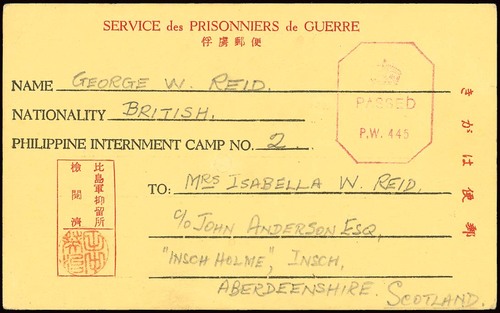 SERVICE des PRISONNIERS de GUERRE
俘虜郵便
NAME GEORGE W. REID.
NATIONALITY BRITISH.
PHILIPPINE INTERNMENT CAMP NO. 2
PASSED
P.W. 445
きがは便郵
比島軍抑留所
檢閲濟
TO: MRS ISABELLA W. REID.
C/O JOHN ANDERSON ESQ,
"INSCH HOLME", INSCH,
ABERDEENSHIRE. SCOTLAND.